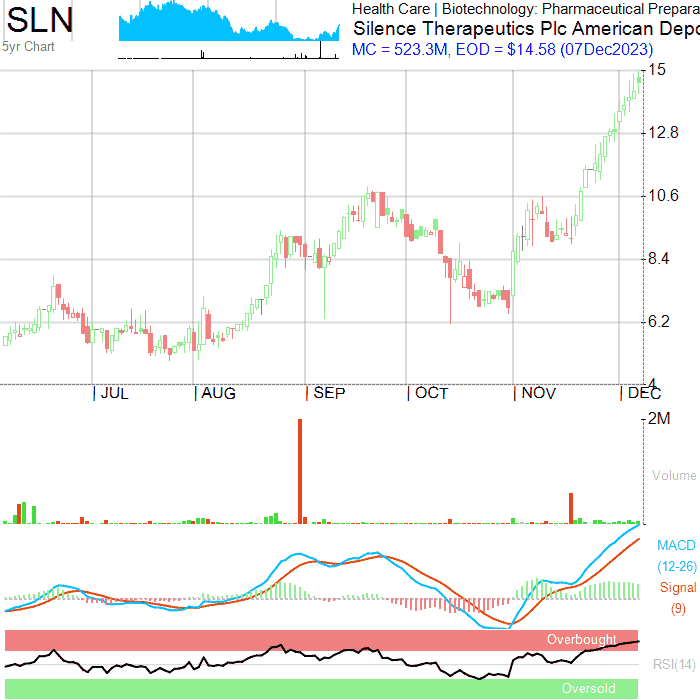 SLN
5yr Chart
Health Care | Biotechnology: Pharmaceutical Prepara
Silence Therapeutics Plc American Depo
MC = 523.3M, EOD = $14.58 (07Dec2023)
15
12.8
10.6
8.4
6.2
4
JUL AUG SEP OCT NOV DEC
2M
Volume
MACD
(12-26)
Signal
(9)
Overbought
RSI(14)
Oversold